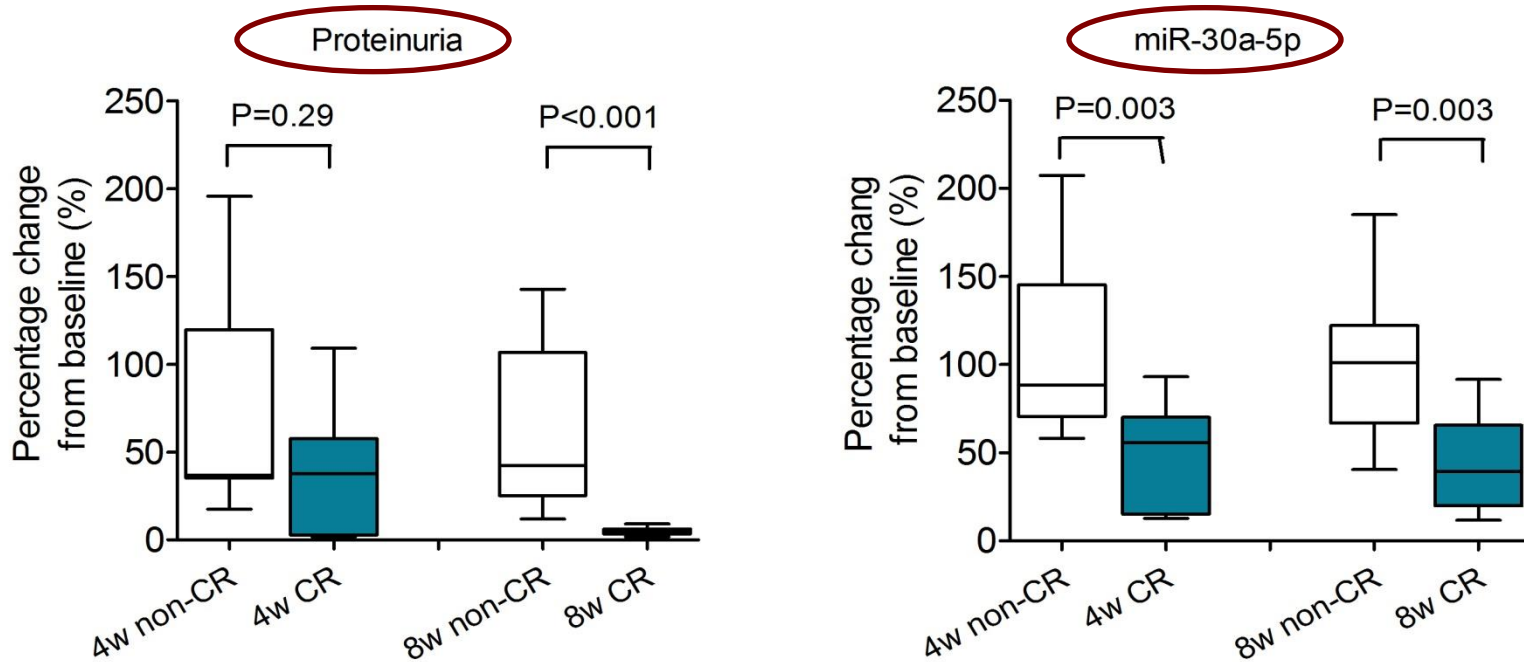 Proteinuria
P=0.29
P<0.001
Percentage change
from baseline (%)
250
200
150
100
50
0
4w non-CR
4w CR
8w non-CR
8w CR
miR-30a-5p
P=0.003
P=0.003
Percentage chang
from baseline (%)
250
200
150
100
50
0
4w non-CR
4w CR
8w non-CR
8w CR